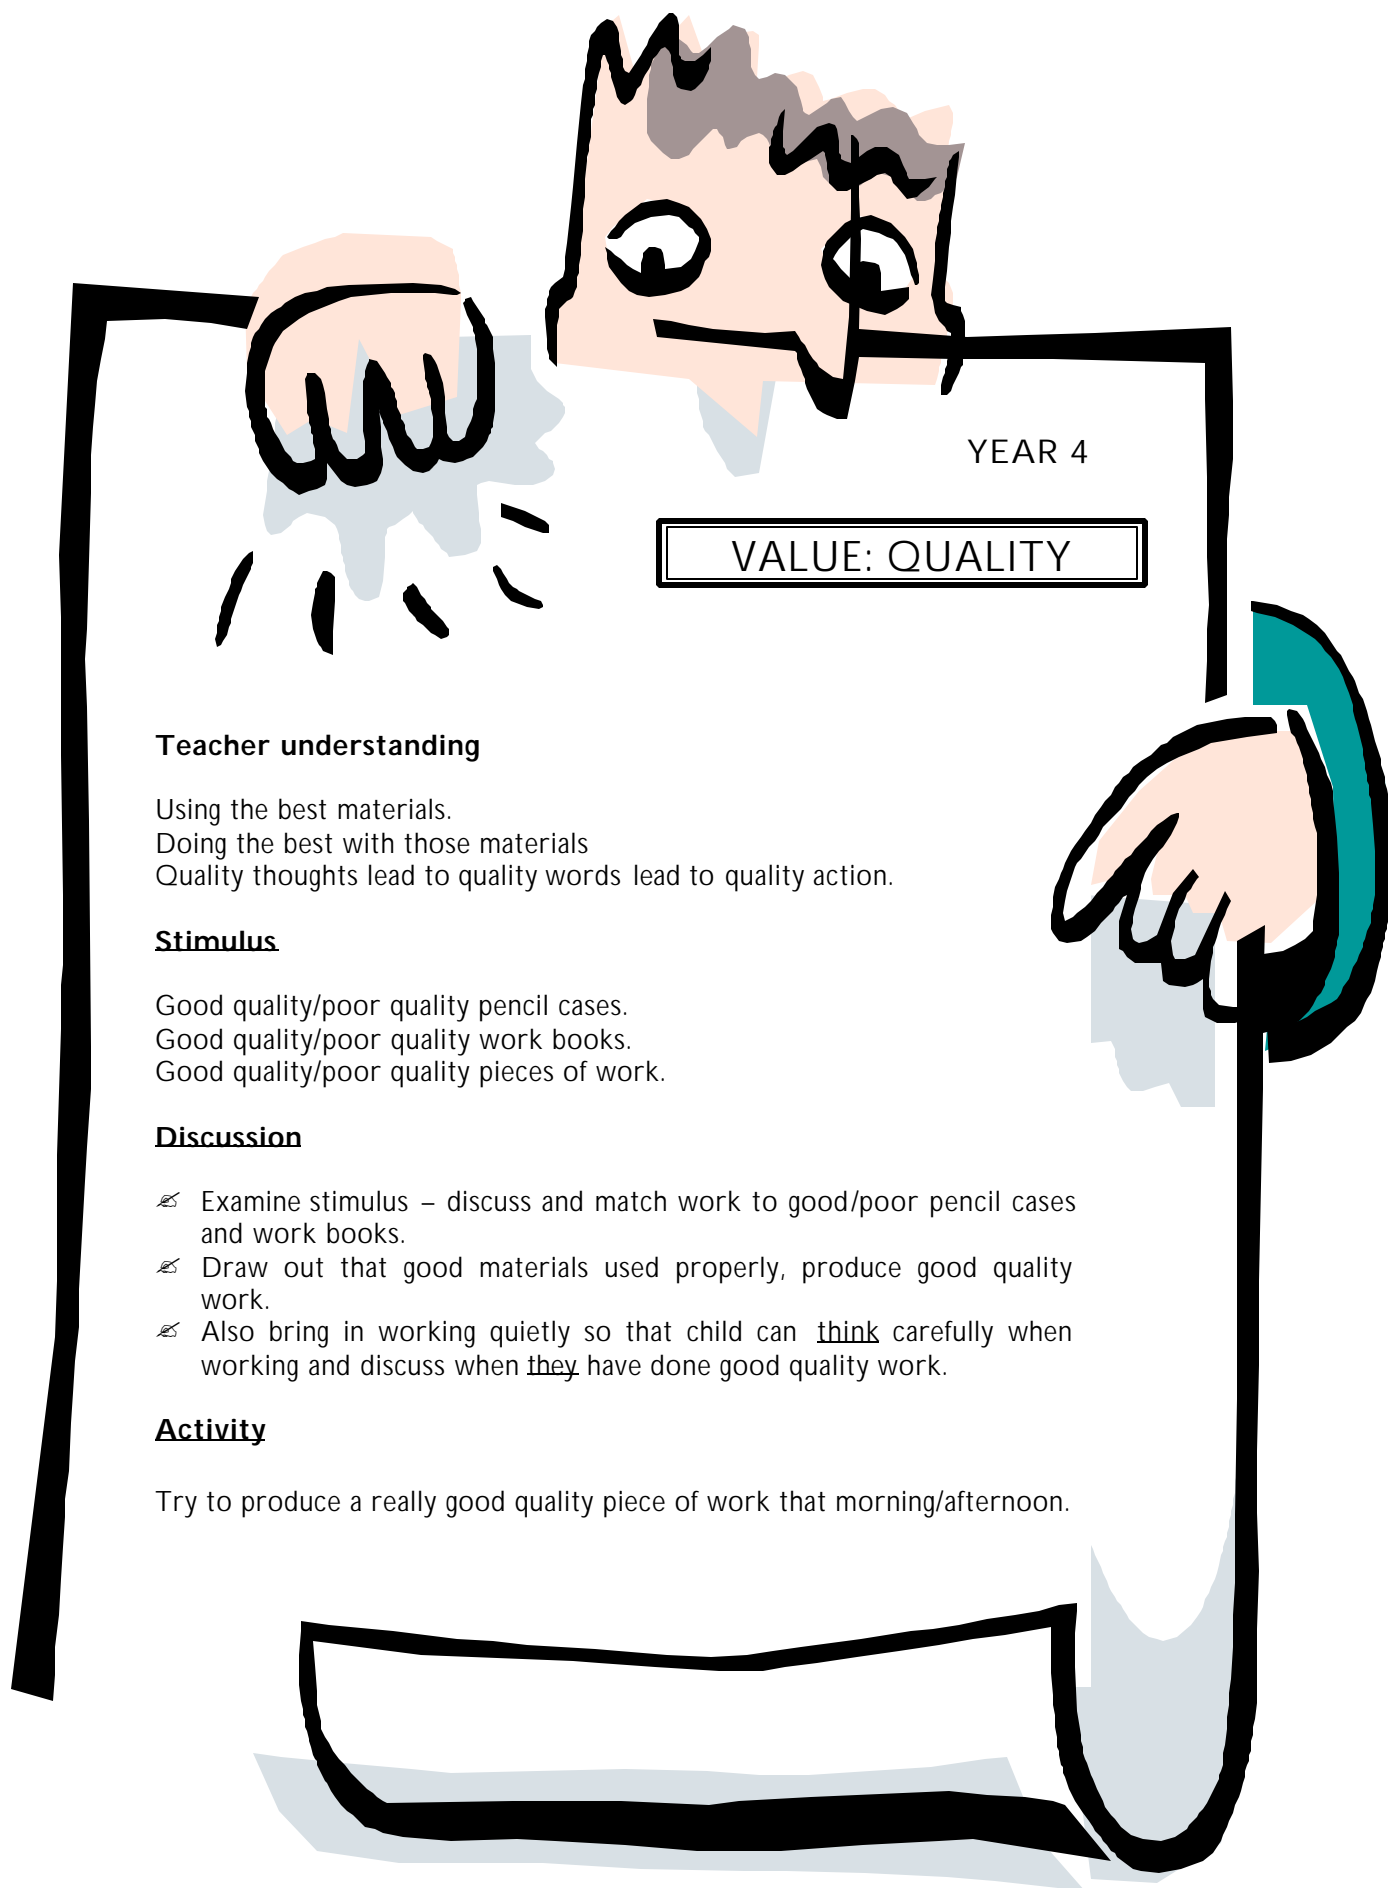 YEAR 4
VALUE: QUALITY
Teacher understanding
Using the best materials.
Doing the best with those materials
Quality thoughts lead to quality words lead to quality action.
Stimulus
Good quality/poor quality pencil cases.
Good quality/poor quality work books.
Good quality/poor quality pieces of work.
Discussion
Examine stimulus – discuss and match work to good/poor pencil cases
and work books.
Draw out that good materials used properly, produce good quality
work.
Also bring in working quietly so that child can think carefully when
working and discuss when they have done good quality work.
Activity
Try to produce a really good quality piece of work that morning/afternoon.